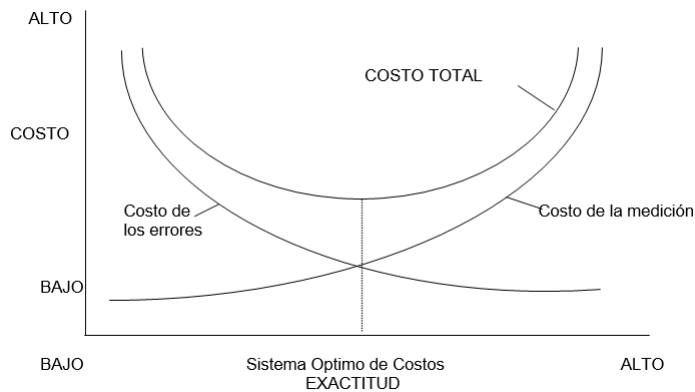 ALTO
COSTO TOTAL
COSTO
Costo de
los errores
Costo de la medición
BAJO
BAJO
Sistema Optimo de Costos
ALTO
EXACTITUD